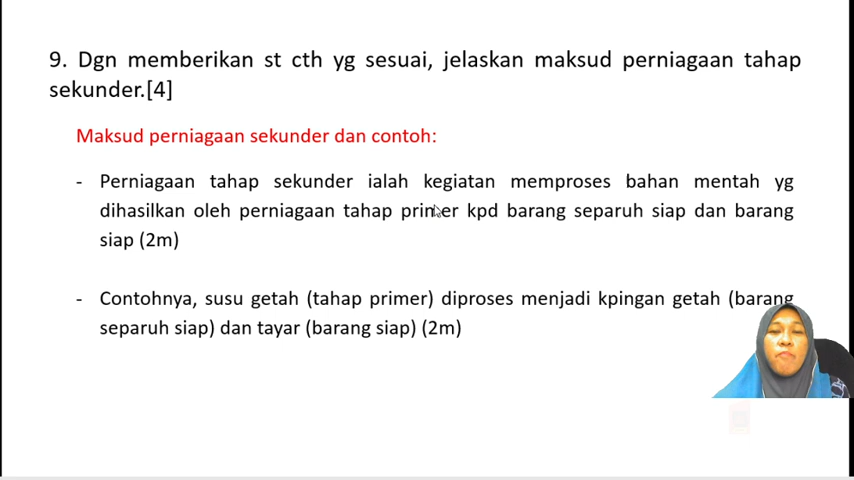 9. Dgn memberikan st cth yg sesuai, jelaskan maksud perniagaan tahap
sekunder.[4]
Maksud perniagaan sekunder dan contoh:
- Perniagaan tahap sekunder ialah kegiatan memproses bahan mentah yg
dihasilkan oleh perniagaan tahap primer kpd barang separuh siap dan barang
siap (2m)
- Contohnya, susu getah (tahap primer) diproses menjadi kpingan getah (barang
separuh siap) dan tayar (barang siap) (2m)